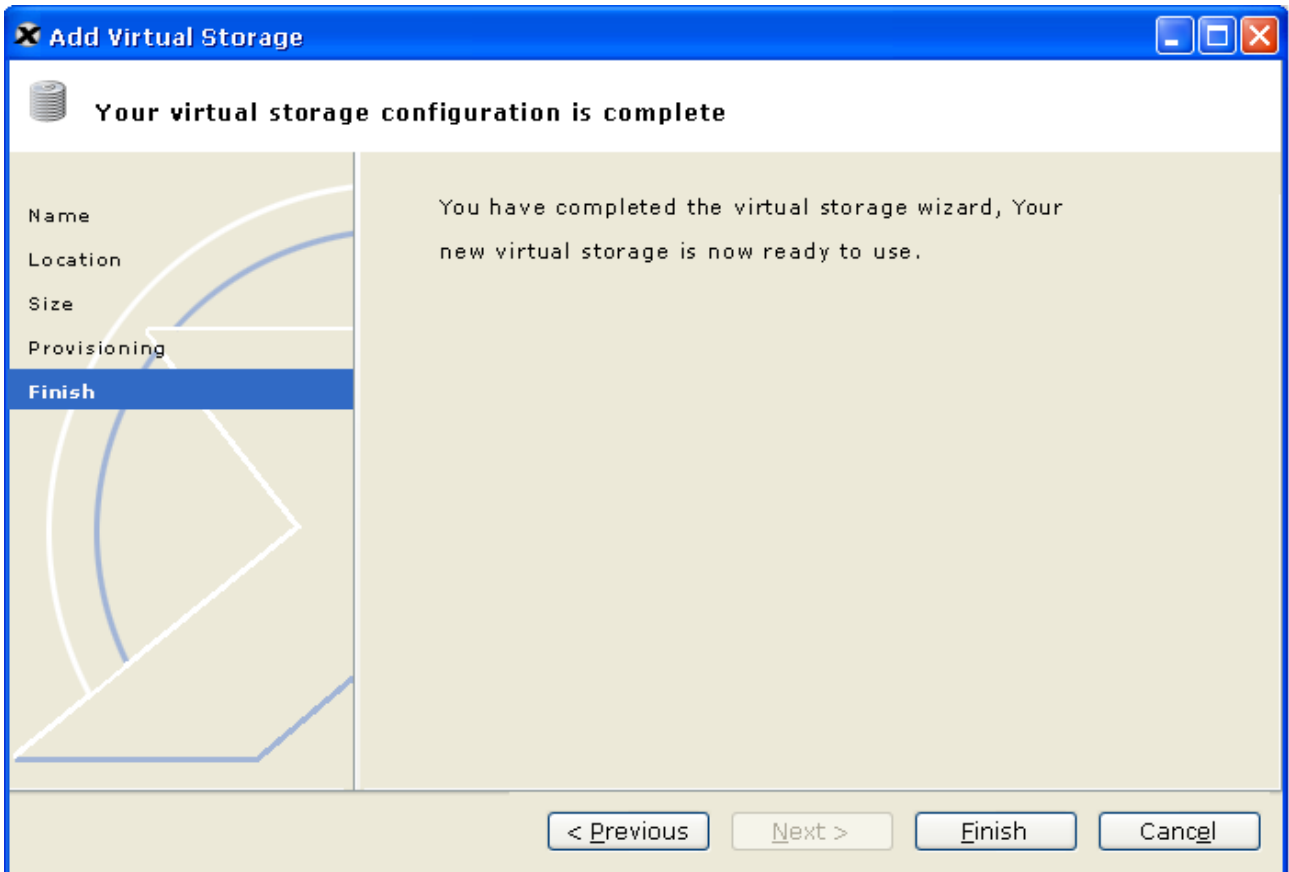 Add Virtual Storage
Your virtual storage configuration is complete
Name
Location
Size
Provisioning
Finish
You have completed the virtual storage wizard, Your
new virtual storage is now ready to use.
< Previous
Next >
Finish
Cancel